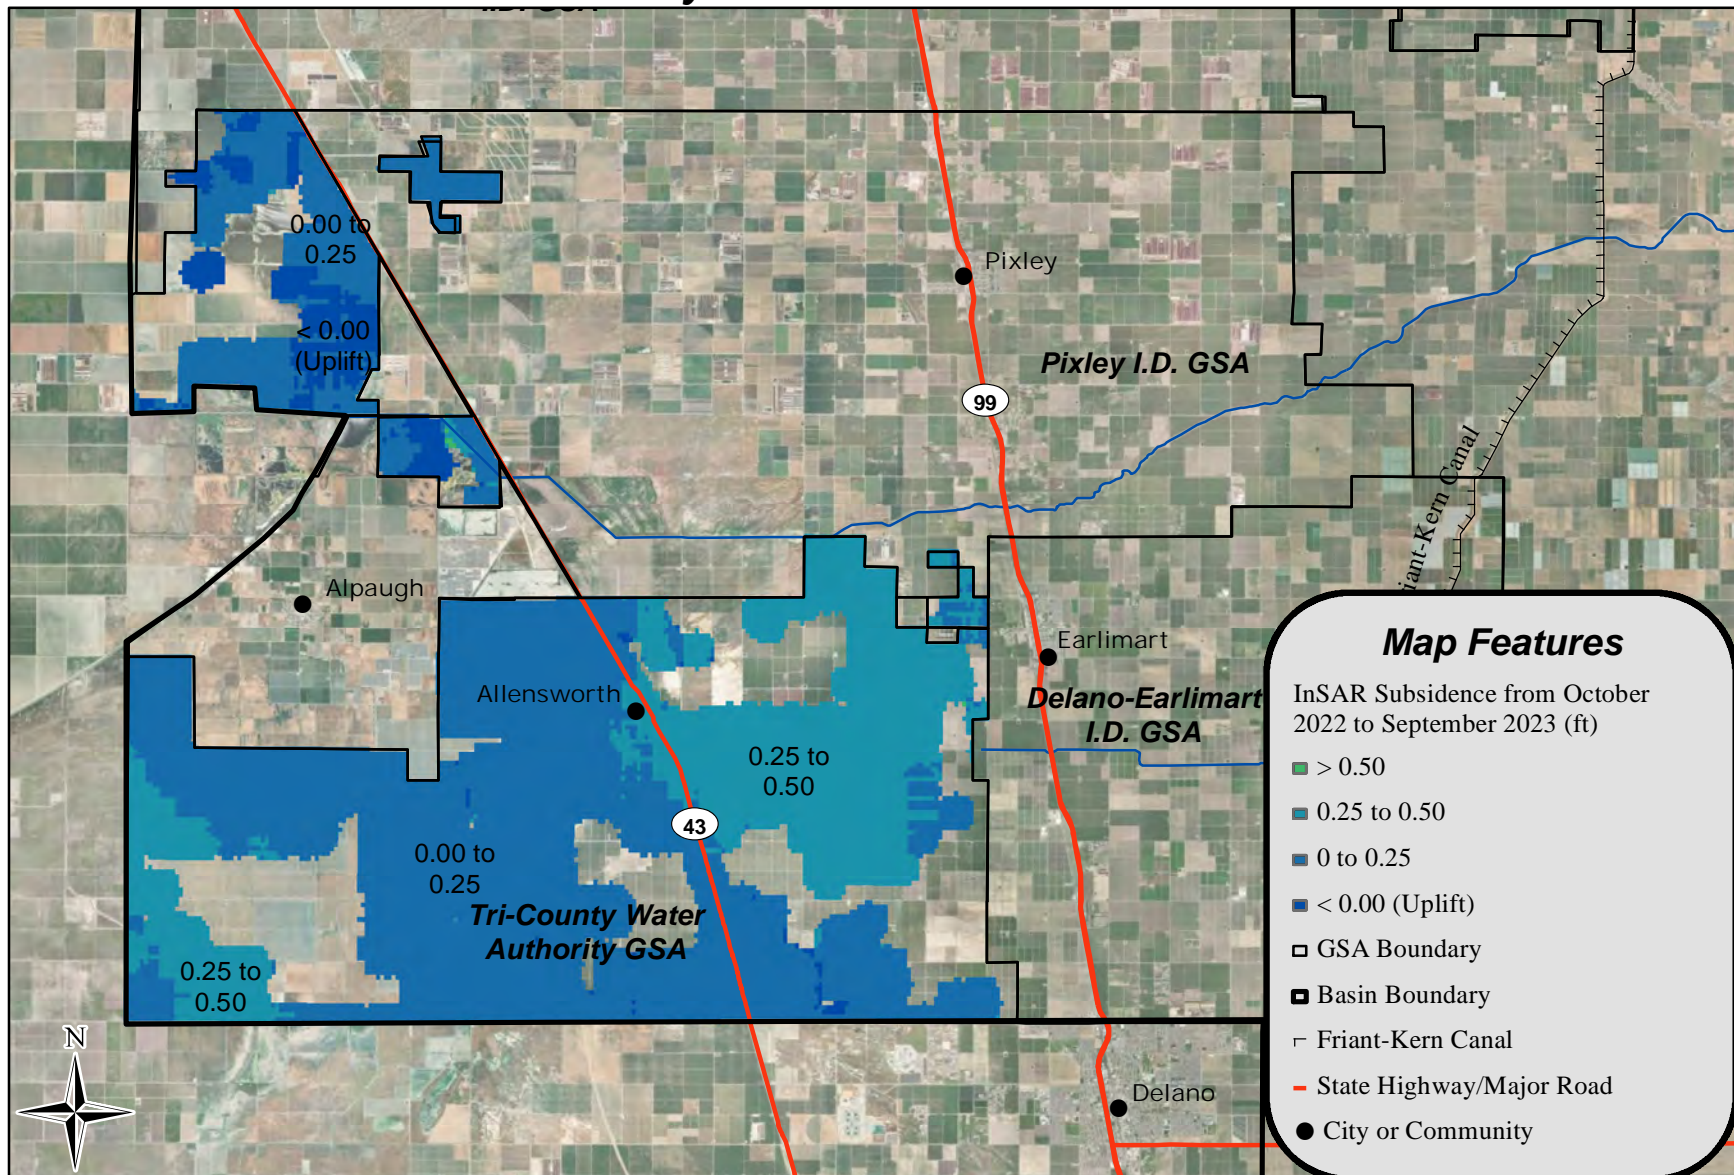 I.D. GSA
y
0.00 to
0.25
Pixley
< 0.00
(Uplift)
Pixley I.D. GSA
99
Friant-Kern Canal
Alpaugh
Earlimart
Allensworth
Delano-Earlimart
I.D. GSA
0.25 to
0.50
43
0.00 to
0.25
Tri-County Water
Authority GSA
0.25 to
0.50
N
Delano
Map Features
InSAR Subsidence from October
2022 to September 2023 (ft)
> 0.50
0.25 to 0.50
0 to 0.25
< 0.00 (Uplift)
GSA Boundary
Basin Boundary
Friant-Kern Canal
State Highway/Major Road
City or Community